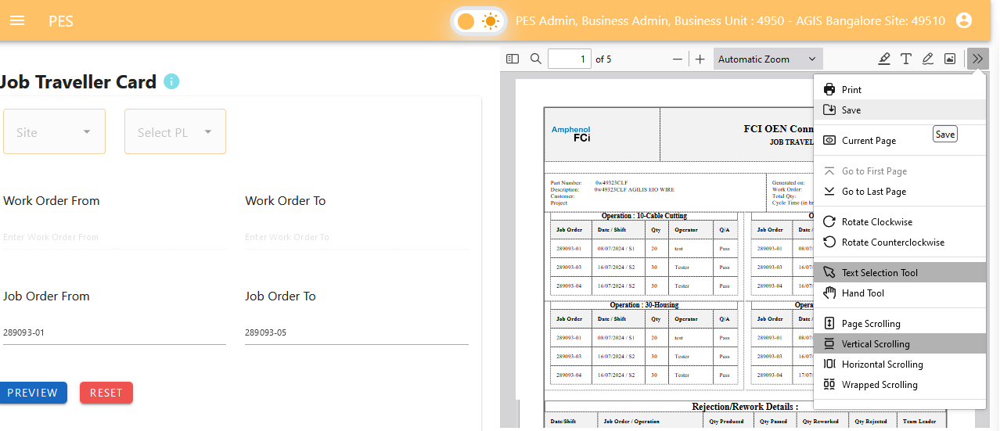 PES
PES Admin, Business Admin, Business Unit : 4950 - AGIS Bangalore Site: 49510
Job Traveller Card
i
Site
Select PL
Work Order From
Work Order To
Enter Work Order From
Enter Work Order To
Job Order From
Job Order To
289093-01
289093-05
PREVIEW
RESET
1 of 5
Automatic Zoom
Amphenol
FCi
FCI OEN Conn
JOB TRAVEL
Part Number: 0w49323CLF
Description: 0w49323CLF AGILIS EIO WIRE
Customer:
Project
Generated on:
Work Order:
Total Qty:
Cycle Time (in hr
Operation : 10-Cable Cutting
Job Order Date / Shift Qty Operator Q/A
289093-01 08/07/2024 / S1 20 test Pass
289093-03 16/07/2024 / S2 30 Tester Pass
289093-04 16/07/2024 / S2 30 Tester Pass
O
Job Order Date /
289093-01 08/07/
289093-03 16/07/
289093-04 16/07/
Operation : 30-Housing
Job Order Date / Shift Qty Operator Q/A
289093-01 08/07/2024 / S1 20 test Pass
289093-03 16/07/2024 / S2 30 Tester Pass
289093-04 16/07/2024 / S2 30 Tester Pass
Opera
Job Order Date /
289093-01 08/07/
289093-03 16/07/
289093-04 17/07/
Rejection/Rework Details :
Date/Shift Job Order / Operation Qty Produced Qty Passed Qty Reworked Qty Rejected Team Leader
Print
Save
Save
Current Page
Go to First Page
Go to Last Page
Rotate Clockwise
Rotate Counterclockwise
Text Selection Tool
Hand Tool
Page Scrolling
Vertical Scrolling
Horizontal Scrolling
Wrapped Scrolling